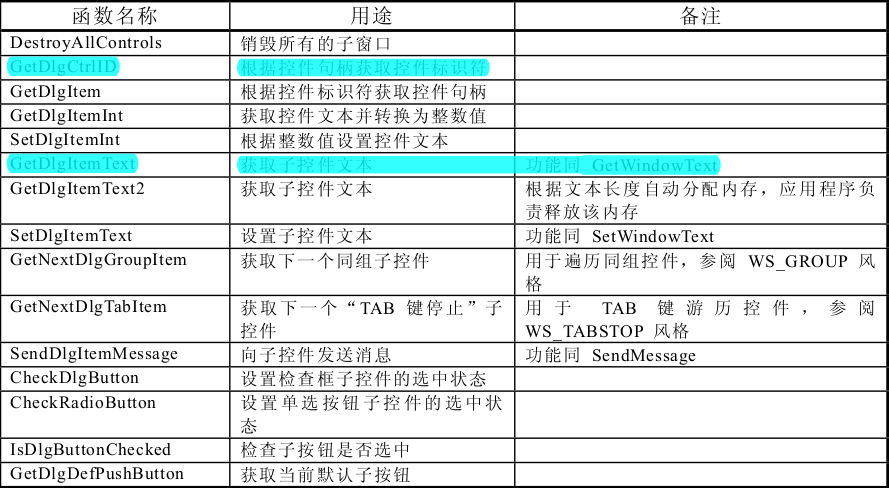 函数名称 用途 备注
DestroyAllControls 销毁所有的子窗口
GetDlgCtrlID 根据控件句柄获取控件标识符
GetDlgItem 根据控件标识符获取控件句柄
GetDlgItemInt 获取控件文本并转换为整数值
SetDlgItemInt 根据整数值设置控件文本
GetDlgItemText 获取子控件文本 功能同 GetWindowText
GetDlgItemText2 获取子控件文本 根据文本长度自动分配内存，应用程序负
责释放该内存
SetDlgItemText 设置子控件文本 功能同 SetWindowText
GetNextDlgGroupItem 获取下一个同组子控件 用于遍历同组控件，参阅 WS_GROUP 风
格
GetNextDlgTabItem 获取下一个“TAB 键停止”子 用于 TAB 键游历控件，参阅
控件 WS_TABSTOP 风格
SendDlgItemMessage 向子控件发送消息 功能同 SendMessage
CheckDlgButton 设置检查框子控件的选中状态
CheckRadioButton 设置单选按钮子控件的选中状
态
IsDlgButtonChecked 检查子按钮是否选中
GetDlgDefPushButton 获取当前默认子按钮